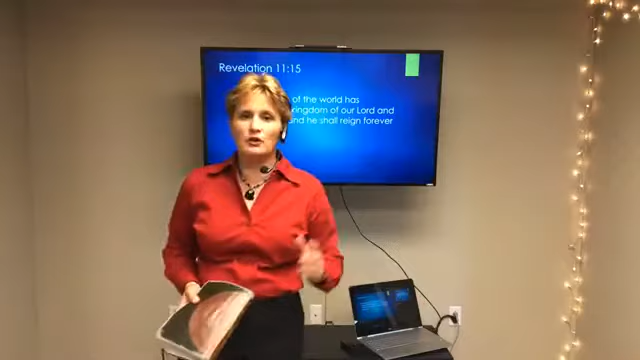 Revelation 11:15
of the world has
kingdom of our Lord and
nd he shall reign forever